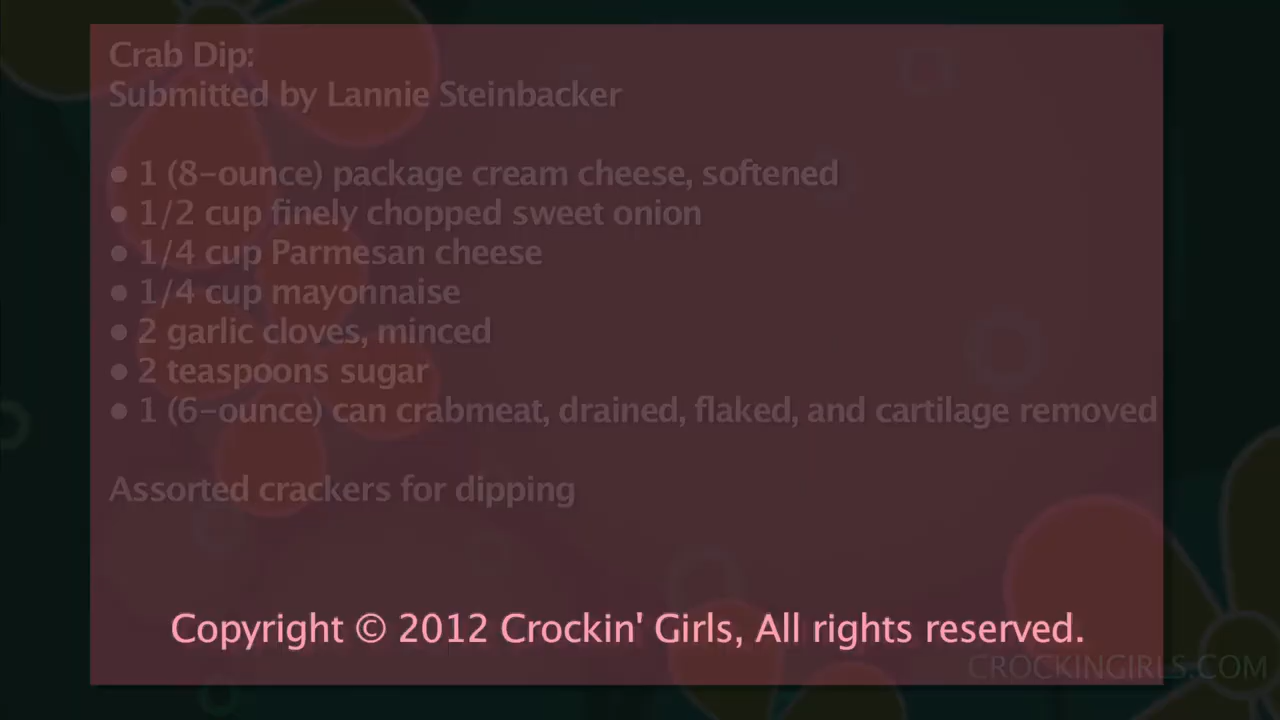 Crab Dip:
Submitted by Lannie Steinbacker
● 1 (8-ounce) package cream cheese, softened
● 1/2 cup finely chopped sweet onion
● 1/4 cup Parmesan cheese
● 1/4 cup mayonnaise
● 2 garlic cloves, minced
● 2 teaspoons sugar
● 1 (6-ounce) can crabmeat, drained, flaked, and cartilage removed
Assorted crackers for dipping
Copyright © 2012 Crockin' Girls, All rights reserved.
CROCKINGIRLS.COM